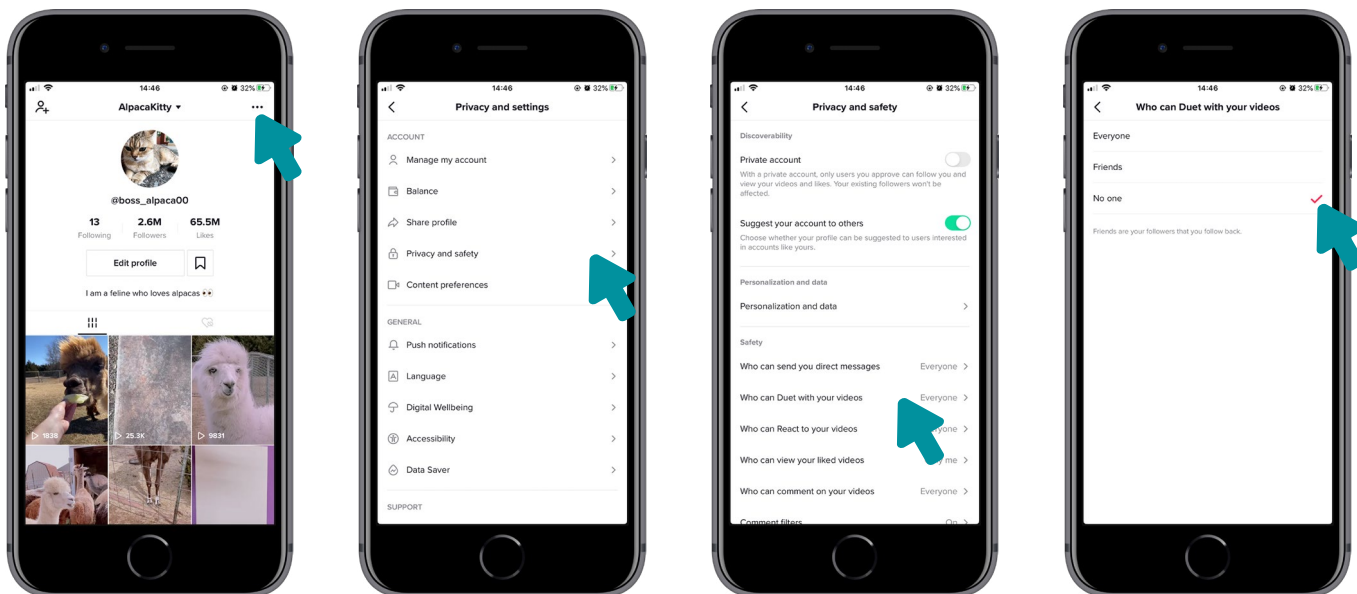 14:46
32%
AlpacaKitty
@boss_alpaca00
13 2.6M 65.5M
Following Followers Likes
Edit profile
I am a feline who loves alpacas
1838 25.3K 9831
14:46
32%
Privacy and settings
ACCOUNT
Manage my account
Balance
Share profile
Privacy and safety
Content preferences
GENERAL
Push notifications
A Language
Digital Wellbeing
Accessibility
Data Saver
SUPPORT
14:46
32%
Privacy and safety
Discoverability
Private account
With a private account, only users you approve can follow you and
view your videos and likes. Your existing followers won't be
affected.
Suggest your account to others
Choose whether your profile can be suggested to users interested
in accounts like yours.
Personalization and data
Personalization and data
Safety
Who can send you direct messages Everyone
Who can Duet with your videos Everyone
Who can React to your videos
Who can view your liked videos me
Who can comment on your videos Everyone
Comment filters On
14:46
32%
Who can Duet with your videos
Everyone
Friends
No one
Friends are your followers that you follow back.